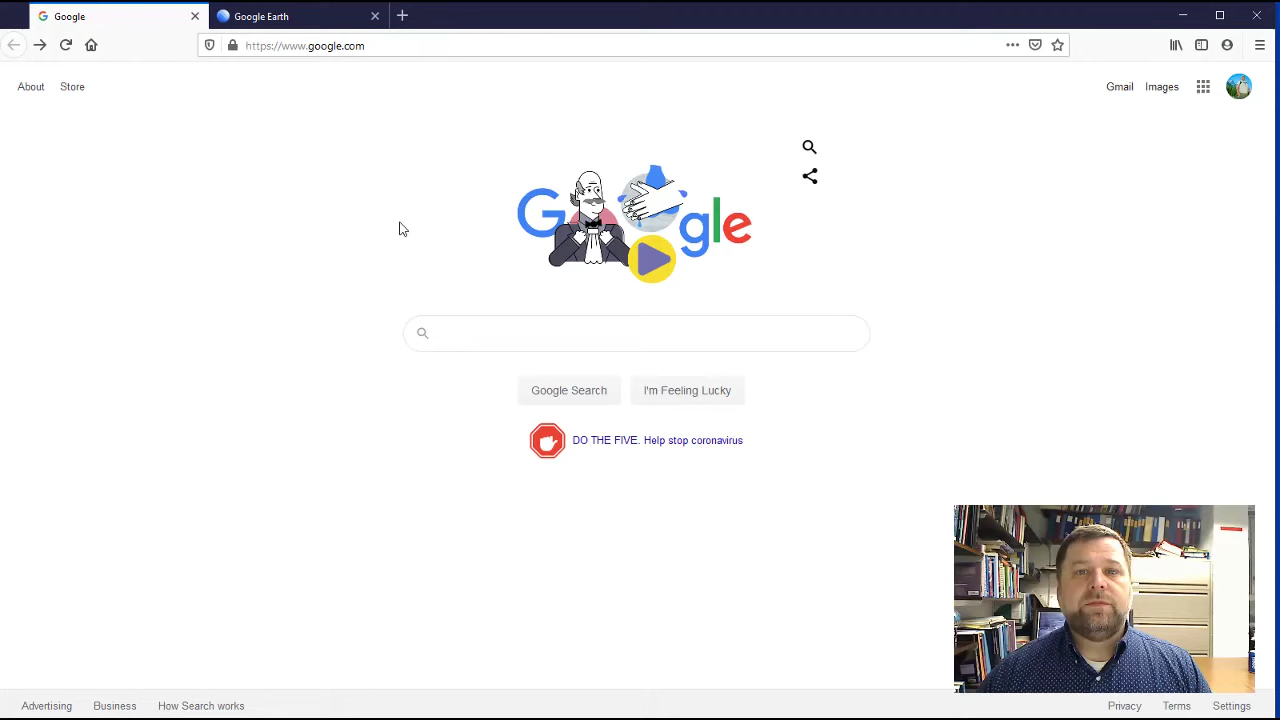 Google
Google Earth
https://www.google.com
About
Store
Gmail
Images
Google
Google Search
I'm Feeling Lucky
DO THE FIVE. Help stop coronavirus
Advertising
Business
How Search works
Privacy
Terms
Settings